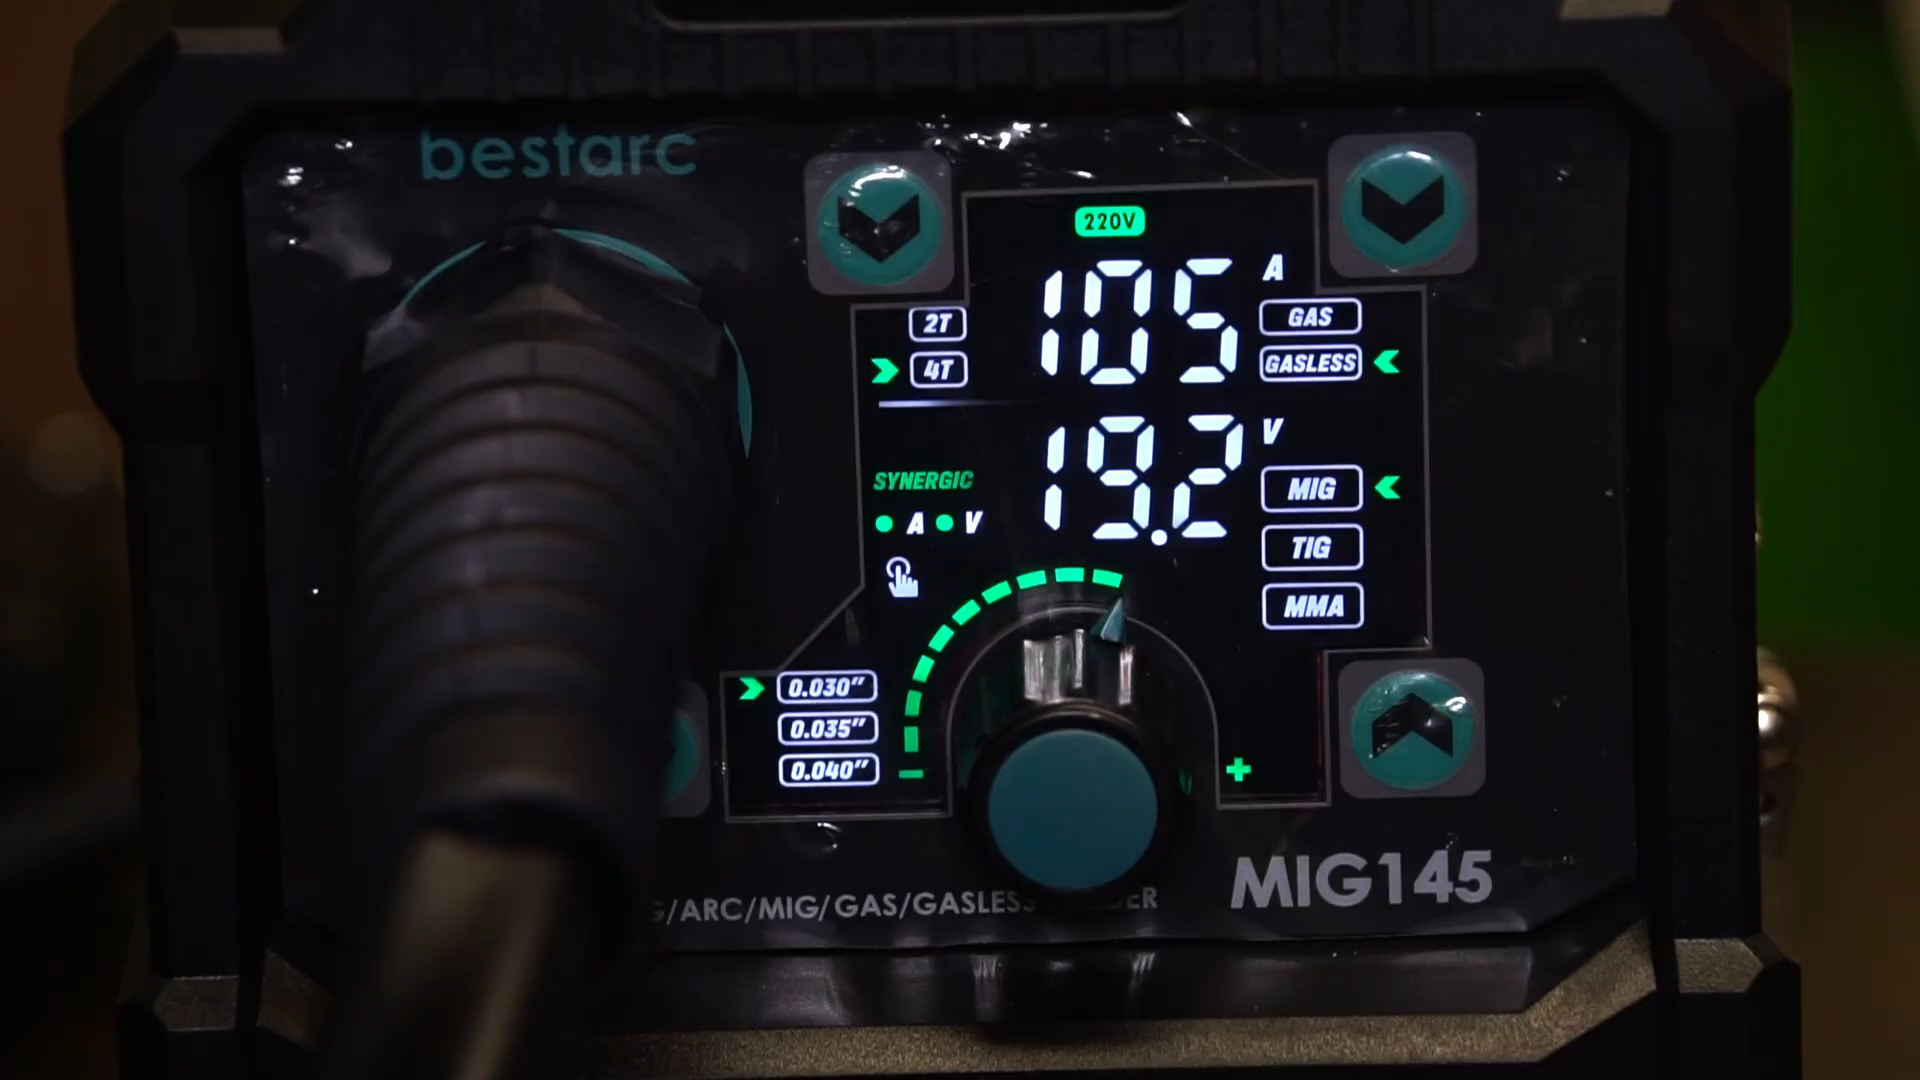 bestarc
220V
105 A
2T
GAS
4T
GASLESS
19.2 V
SYNERGIC
A V
MIG
TIG
MMA
0.030"
0.035"
0.040"
- +
MIG145
/ARC/MIG/GAS/GASLESS